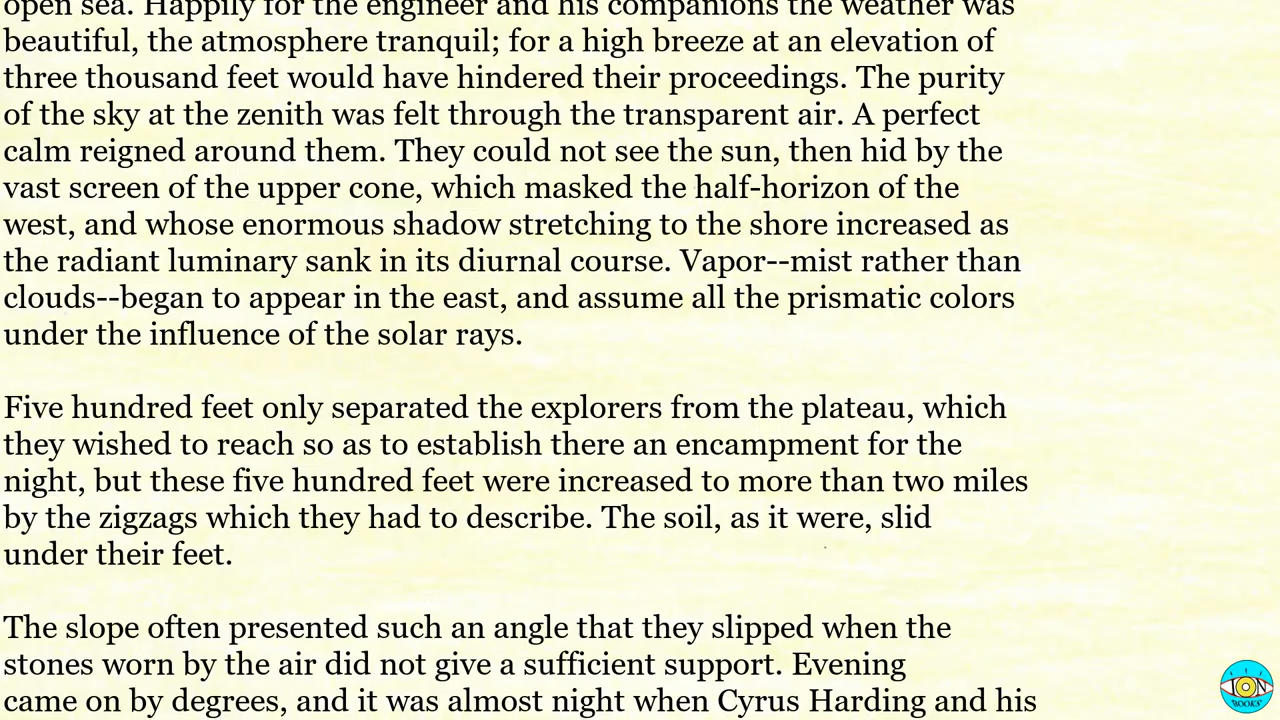 open sea. Happily for the engineer and his companions the weather was
beautiful, the atmosphere tranquil; for a high breeze at an elevation of
three thousand feet would have hindered their proceedings. The purity
of the sky at the zenith was felt through the transparent air. A perfect
calm reigned around them. They could not see the sun, then hid by the
vast screen of the upper cone, which masked the half-horizon of the
west, and whose enormous shadow stretching to the shore increased as
the radiant luminary sank in its diurnal course. Vapor--mist rather than
clouds--began to appear in the east, and assume all the prismatic colors
under the influence of the solar rays.
Five hundred feet only separated the explorers from the plateau, which
they wished to reach so as to establish there an encampment for the
night, but these five hundred feet were increased to more than two miles
by the zigzags which they had to describe. The soil, as it were, slid
under their feet.
The slope often presented such an angle that they slipped when the
stones worn by the air did not give a sufficient support. Evening
came on by degrees, and it was almost night when Cyrus Harding and his
ION
BOOKS